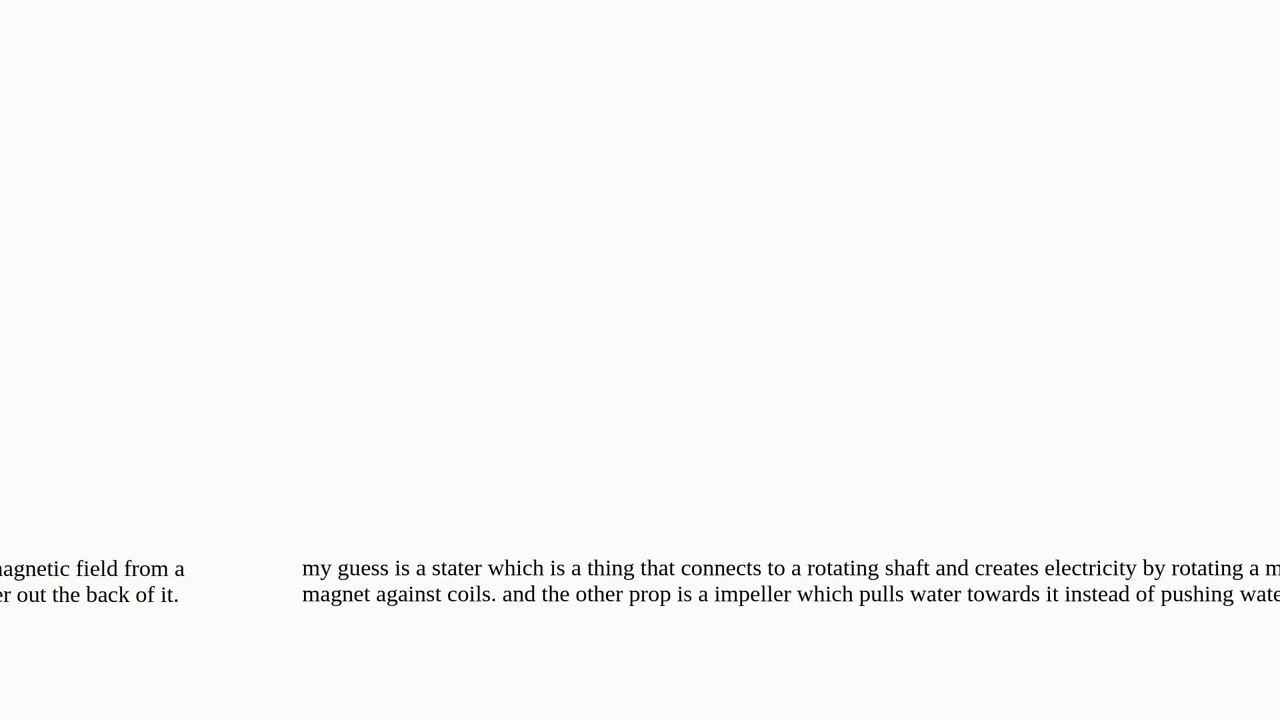 agnetic field from a
er out the back of it.
my guess is a stater which is a thing that connects to a rotating shaft and creates electricity by rotating a m
magnet against coils. and the other prop is a impeller which pulls water towards it instead of pushing wate